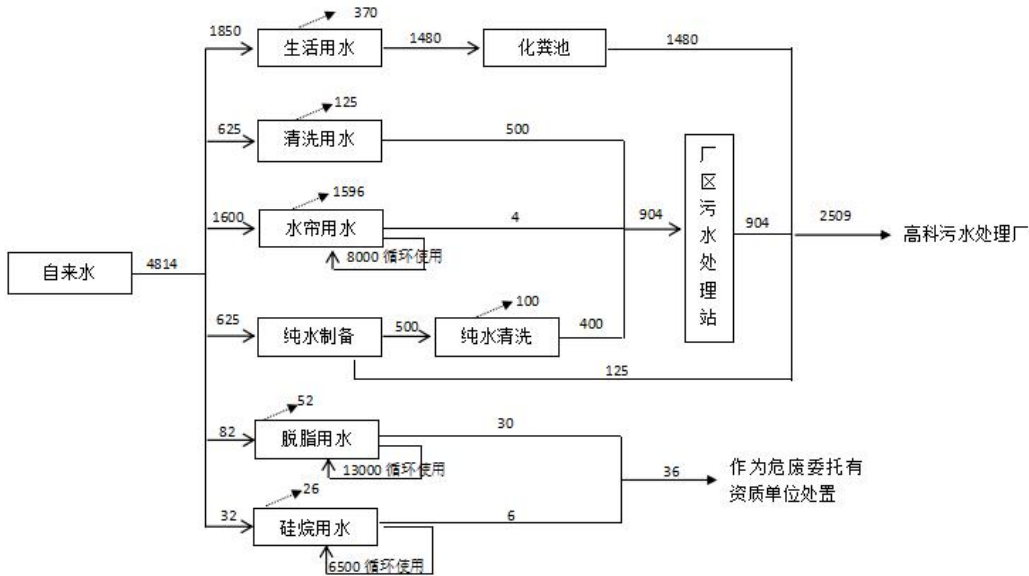 370
1850
生活用水
1480
化粪池
1480
125
625
清洗用水
500
厂区污水处理站
1596
1600
水帘用水
4
904
904
2509
高科污水处理厂
8000 循环使用
自来水
4814
100
625
纯水制备
500
纯水清洗
400
125
52
82
脱脂用水
30
13000 循环使用
36
作为危废委托有
资质单位处置
26
32
硅烷用水
6
6500 循环使用